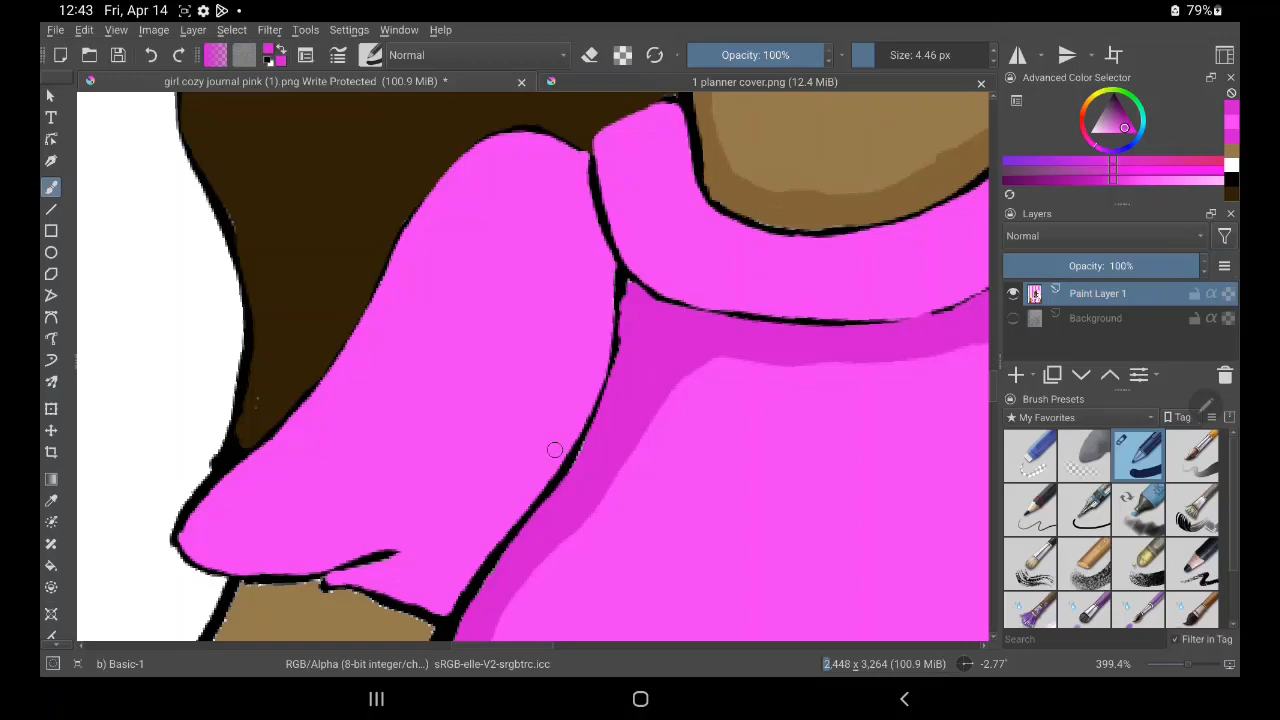 12:43 Fri, Apr 14 79%
File Edit View Image Layer Select Filter Tools Settings Window Help
Normal Opacity: 100% Size: 4.46 px
girl cozy journal pink (1).png Write Protected (100.9 MiB) * 1 planner cover.png (12.4 MiB)
Advanced Color Selector
Layers
Normal
Opacity: 100%
Paint Layer 1
Background
Brush Presets
My Favorites Tag
Search Filter in Tag
b) Basic-1 RGB/Alpha (8-bit integer/ch...) sRGB-elle-V2-srgbtrc.icc 2,448 x 3,264 (100.9 MiB) -2.77° 399.4%